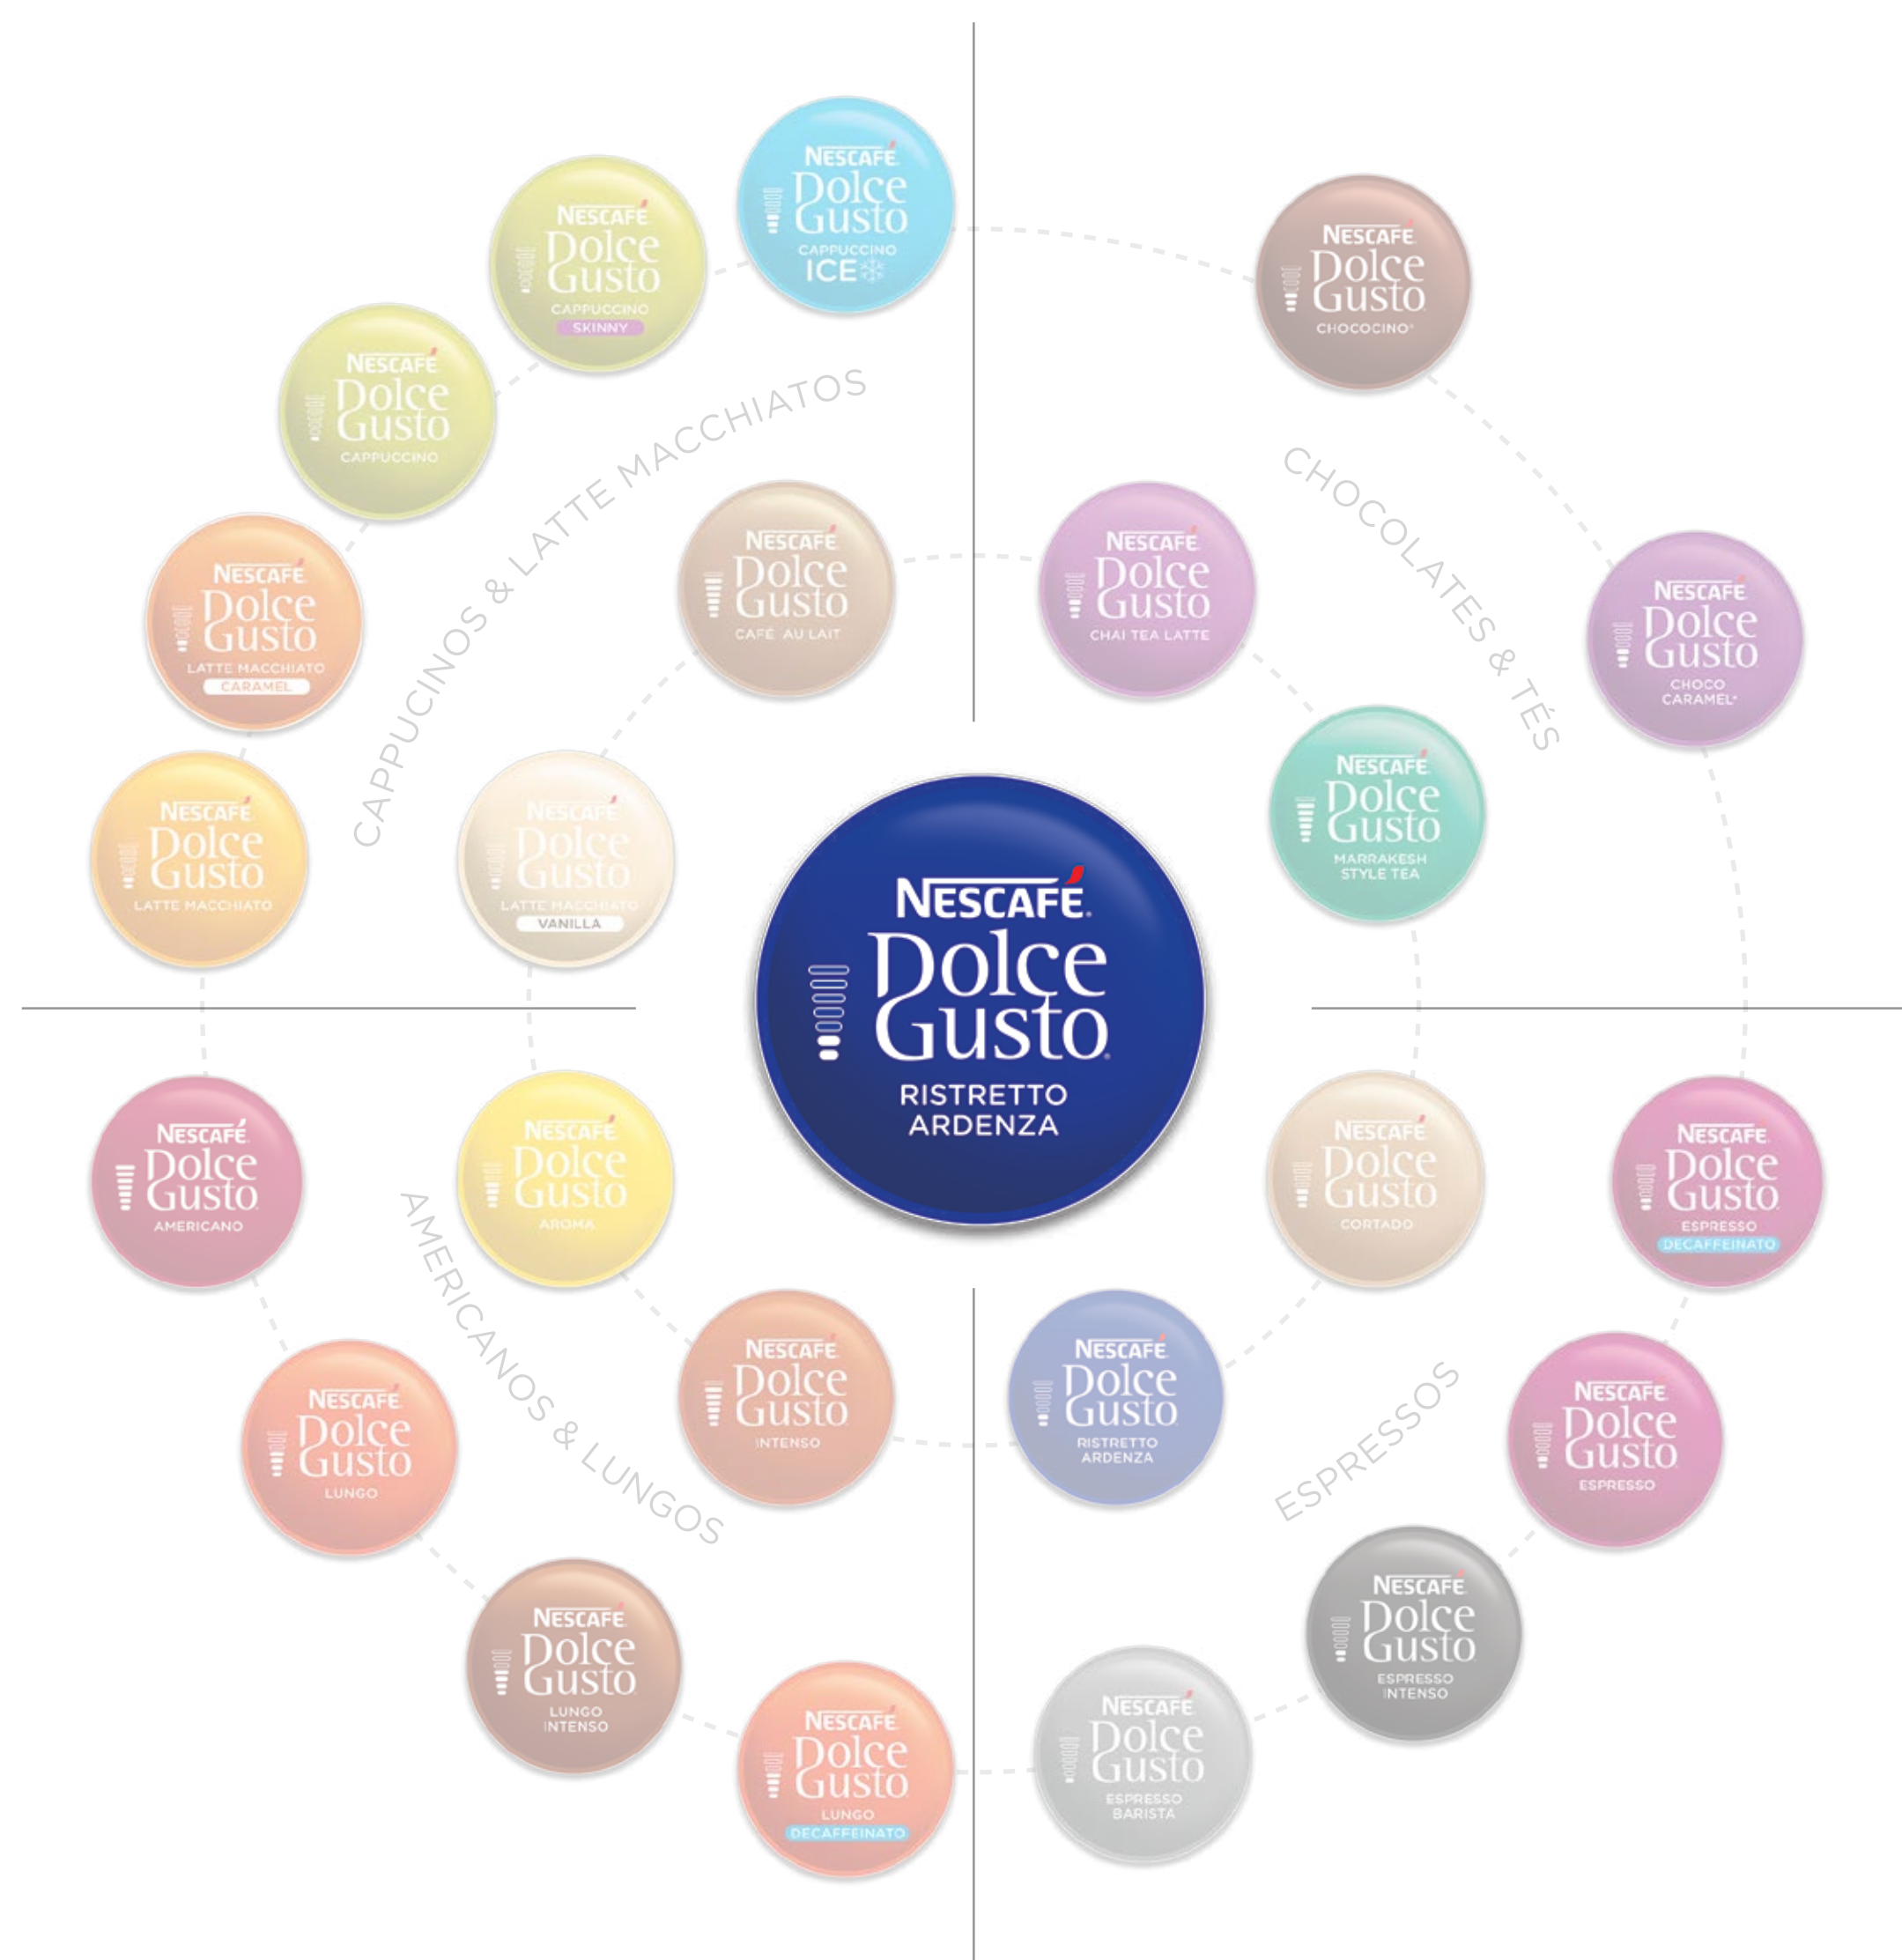 NESCAFÉ.
Dolce
Gusto
CAPPUCCINO
ICE
NESCAFÉ.
Dolce
Gusto
CAPPUCCINO
SKINNY
NESCAFÉ.
Dolce
Gusto
CAPPUCCINO
NESCAFÉ.
Dolce
Gusto
LATTE MACCHIATO
CARAMEL
NESCAFÉ.
Dolce
Gusto
LATTE MACCHIATO
CAPPUCINOS & LATTE MACCHIATOS
NESCAFÉ.
Dolce
Gusto
CAFÉ AU LAIT
NESCAFÉ.
Dolce
Gusto
LATTE MACCHIATO
VANILLA
NESCAFÉ.
Dolce
Gusto
CHOCOCINO*
NESCAFÉ.
Dolce
Gusto
CHOCO
CARAMEL*
CHOCOLATES & TÉS
NESCAFÉ.
Dolce
Gusto
CHAI TEA LATTE
NESCAFÉ.
Dolce
Gusto
MARRAKESH
STYLE TEA
NESCAFÉ.
Dolce
Gusto
RISTRETTO
ARDENZA
NESCAFÉ.
Dolce
Gusto
AMERICANO
NESCAFÉ.
Dolce
Gusto
AROMA
AMERICANOS & LUNGOS
NESCAFÉ.
Dolce
Gusto
LUNGO
NESCAFÉ.
Dolce
Gusto
INTENSO
NESCAFÉ.
Dolce
Gusto
LUNGO
INTENSO
NESCAFÉ.
Dolce
Gusto
LUNGO
DECAFFEINATO
NESCAFÉ.
Dolce
Gusto
CORTADO
NESCAFÉ.
Dolce
Gusto
ESPRESSO
DECAFFEINATO
NESCAFÉ.
Dolce
Gusto
RISTRETTO
ARDENZA
ESPRESSOS
NESCAFÉ.
Dolce
Gusto
ESPRESSO
NESCAFÉ.
Dolce
Gusto
ESPRESSO
INTENSO
NESCAFÉ.
Dolce
Gusto
ESPRESSO
BARISTA